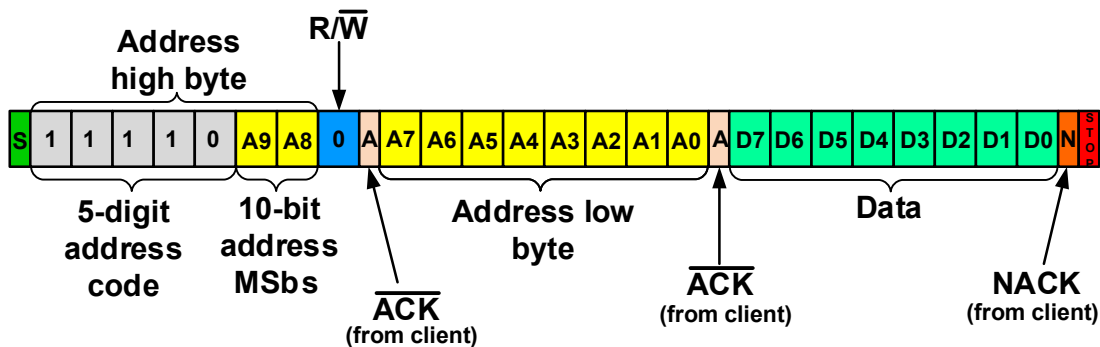 R/W
Address
high byte
S 1 1 1 1 0 A9 A8 0 A A7 A6 A5 A4 A3 A2 A1 A0 A D7 D6 D5 D4 D3 D2 D1 D0 N STOP
5-digit
address
code
10-bit
address
MSbs
Address low
byte
Data
ACK
(from client)
ACK
(from client)
NACK
(from client)